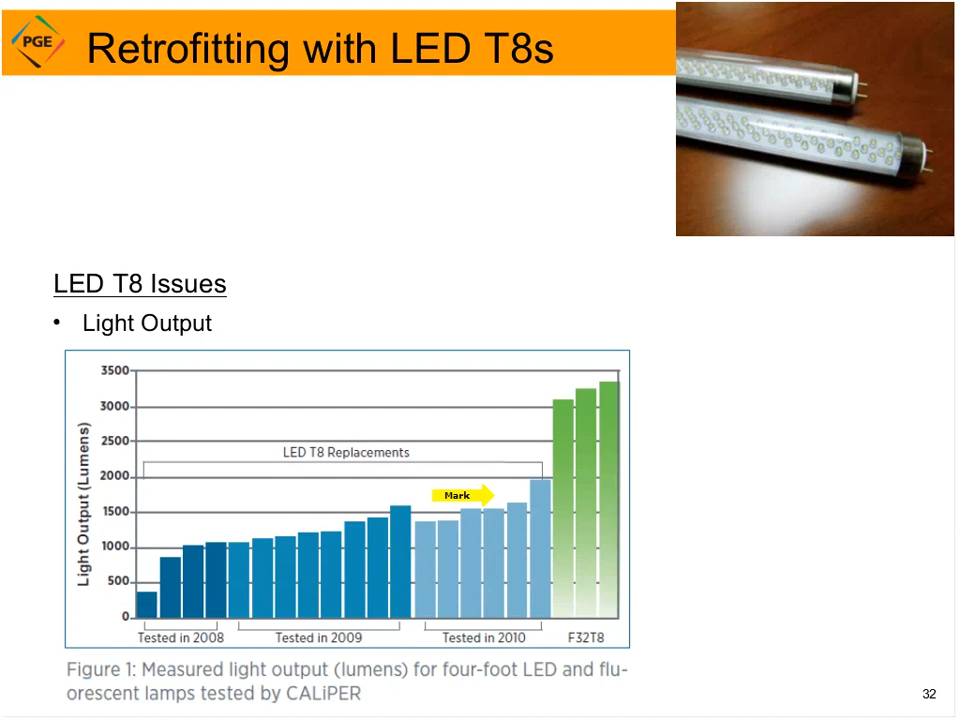 PGE
Retrofitting with LED T8s
LED T8 Issues
• Light Output
Light Output (Lumens)
3500
3000
2500
2000
1500
1000
500
0
LED T8 Replacements
Mark
Tested in 2008
Tested in 2009
Tested in 2010
F32T8
Figure 1: Measured light output (lumens) for four-foot LED and flu-
orescent lamps tested by CALiPER
32